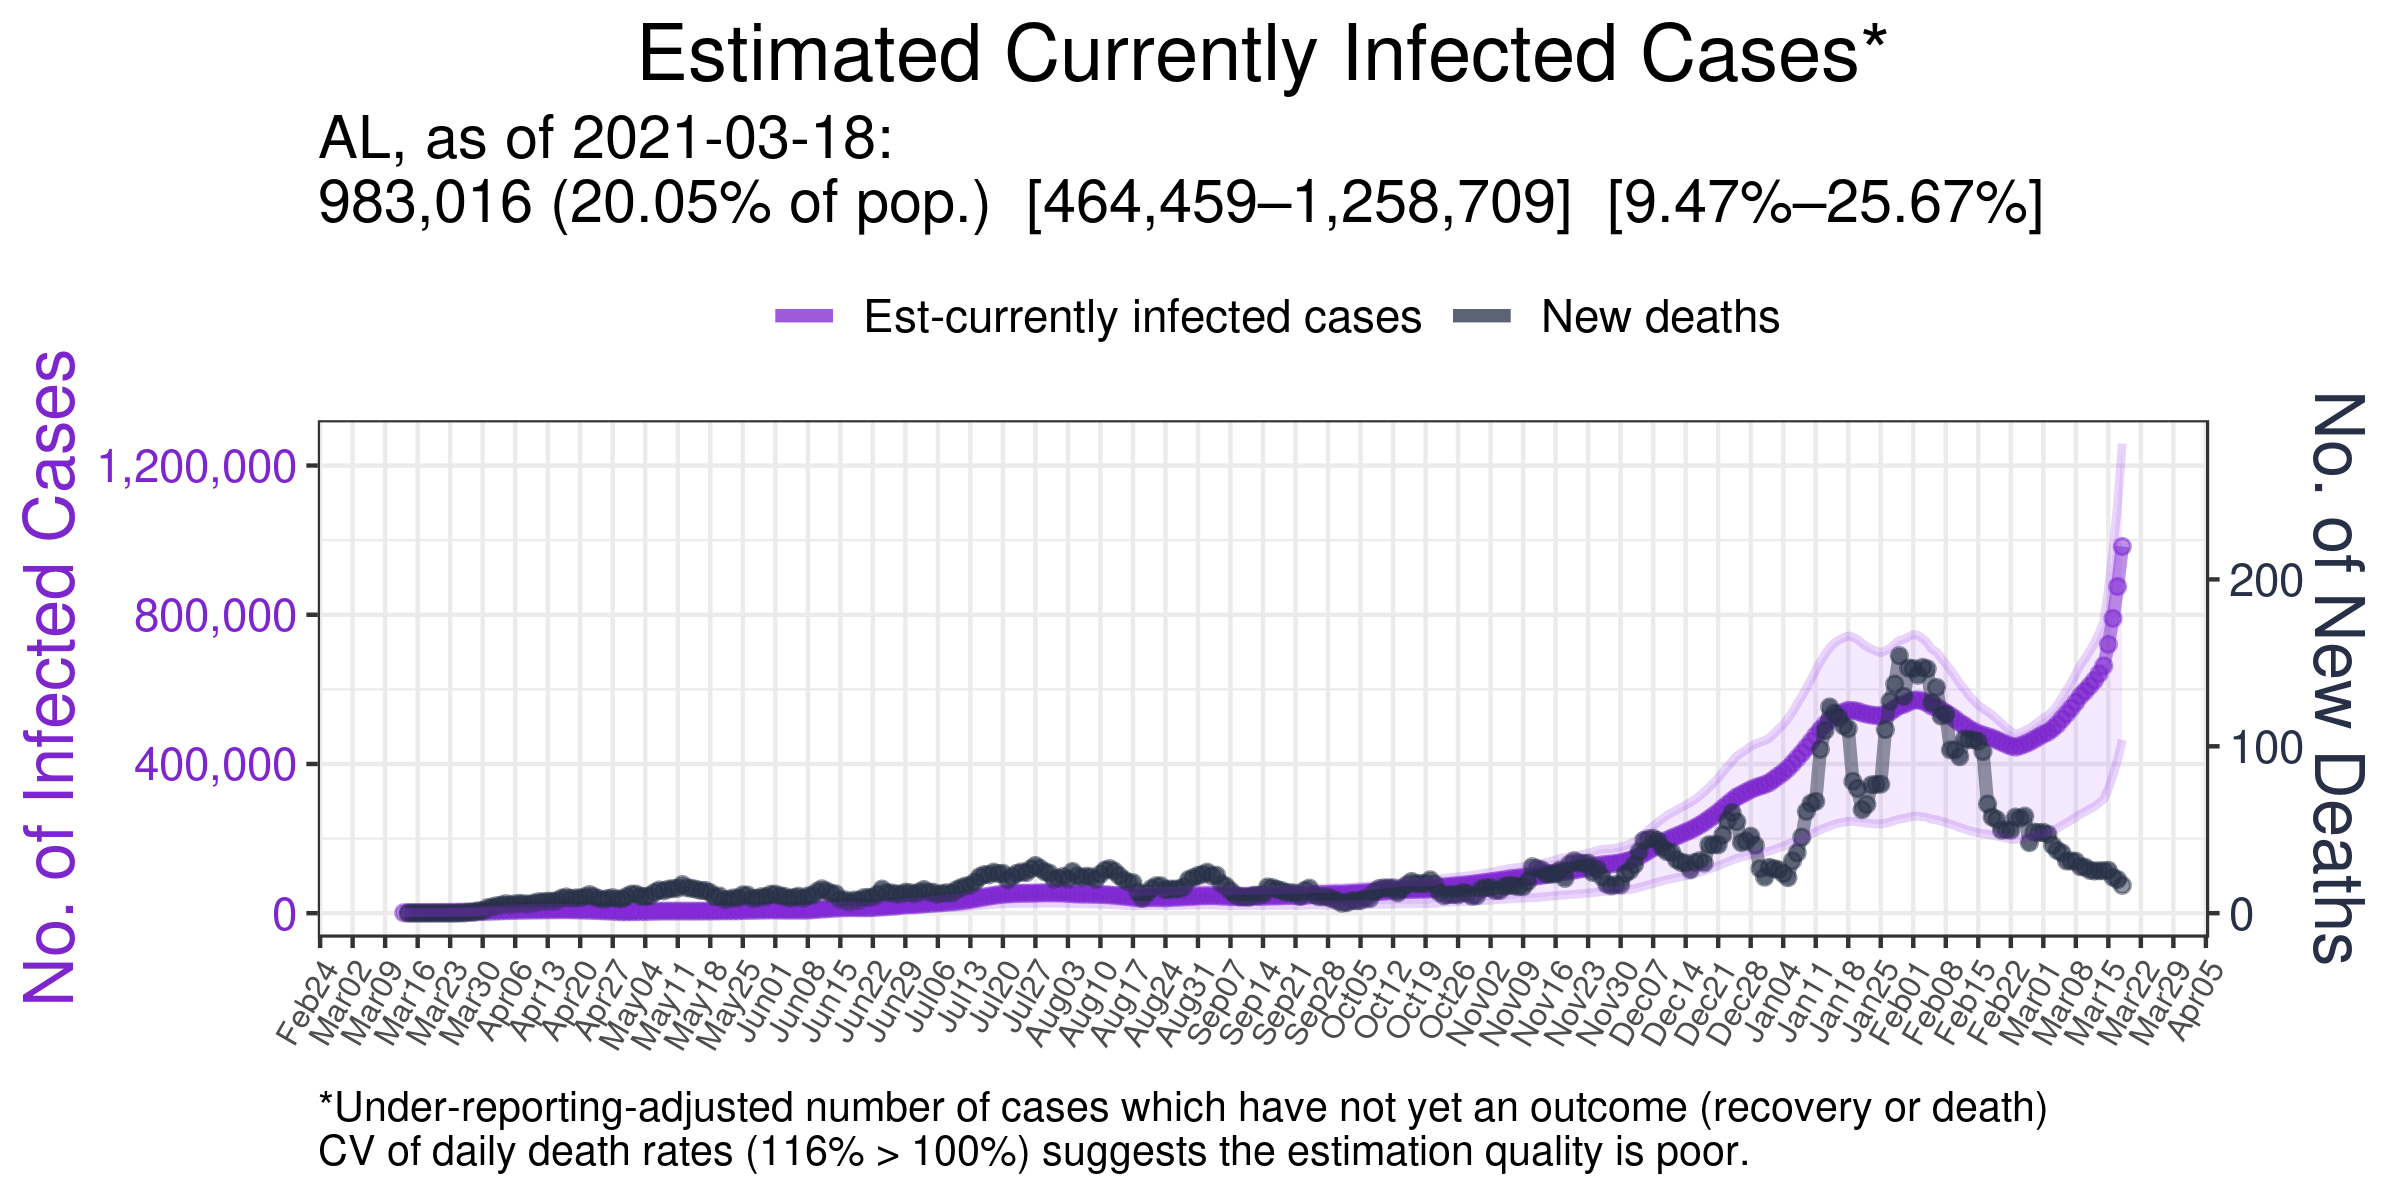 Estimated Currently Infected Cases*
AL, as of 2021-03-18:
983,016 (20.05% of pop.) [464,459–1,258,709] [9.47%–25.67%]
Est-currently infected cases
New deaths
No. of Infected Cases
1,200,000
800,000
400,000
0
No. of New Deaths
200
100
0
Feb24
Mar02
Mar09
Mar16
Mar23
Mar30
Apr06
Apr13
Apr20
Apr27
May04
May11
May18
May25
Jun01
Jun08
Jun15
Jun22
Jun29
Jul06
Jul13
Jul20
Jul27
Aug03
Aug10
Aug17
Aug24
Aug31
Sep07
Sep14
Sep21
Sep28
Oct05
Oct12
Oct19
Oct26
Nov02
Nov09
Nov16
Nov23
Nov30
Dec07
Dec14
Dec21
Dec28
Jan04
Jan11
Jan18
Jan25
Feb01
Feb08
Feb15
Feb22
Mar01
Mar08
Mar15
Mar22
Mar29
Apr05
*Under-reporting-adjusted number of cases which have not yet an outcome (recovery or death)
CV of daily death rates (116% > 100%) suggests the estimation quality is poor.